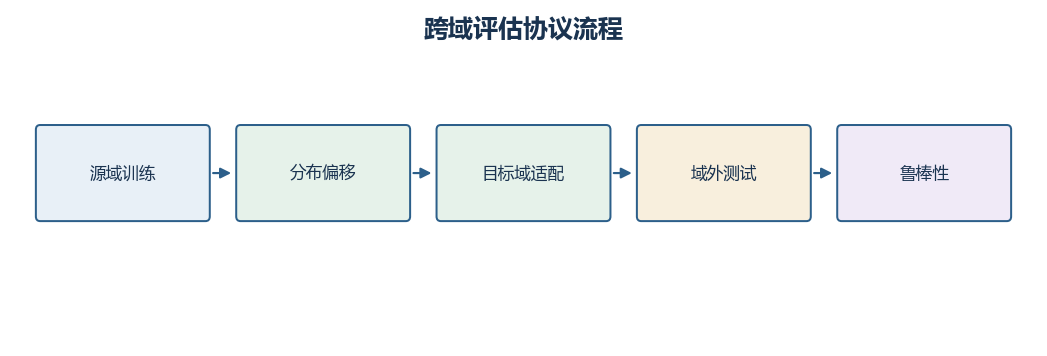 跨域评估协议流程
源域训练
分布偏移
目标域适配
域外测试
鲁棒性